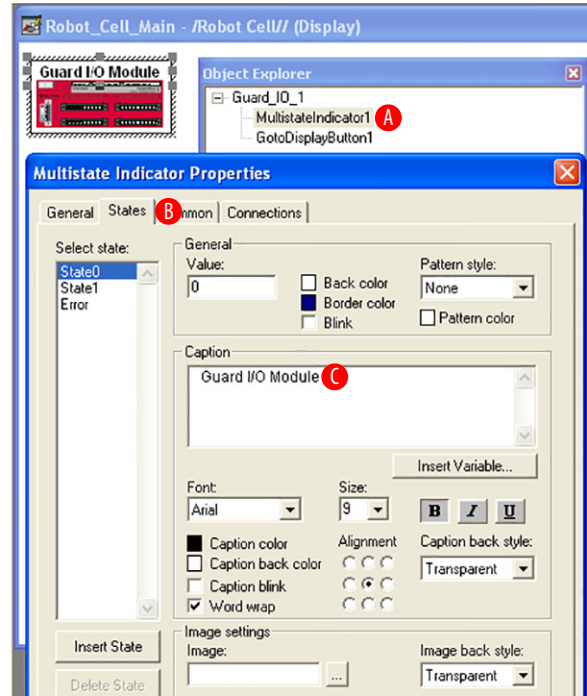 Robot_Cell_Main - /Robot Cell// (Display)
Guard I/O Module
Object Explorer
Guard_IO_1
MultistateIndicator1 A
GotoDisplayButton1
Multistate Indicator Properties
General States B mmon Connections
Select state:
State0
State1
Error
General
Value:
0
Back color
Border color
Blink
Pattern style:
None
Pattern color
Caption
Guard I/O Module C
Insert Variable...
Font:
Arial
Size:
9
B I U
Caption color
Caption back color
Caption blink
Word wrap
Alignment
Caption back style:
Transparent
Insert State
Delete State
Image settings
Image:
...
Image back style:
Transparent